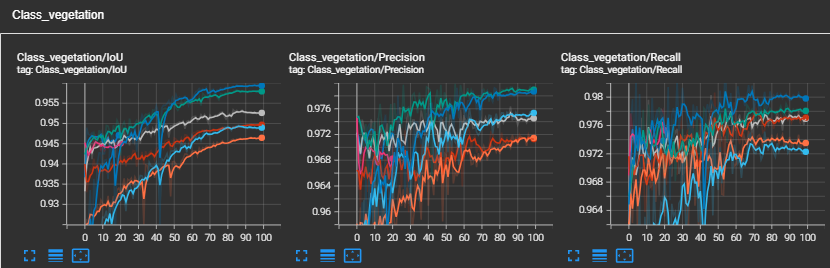 Class_vegetation
Class_vegetation/IoU
tag: Class_vegetation/IoU
0.955
0.95
0.945
0.94
0.935
0.93
0 10 20 30 40 50 60 70 80 90 100
Class_vegetation/Precision
tag: Class_vegetation/Precision
0.976
0.972
0.968
0.964
0.96
0 10 20 30 40 50 60 70 80 90 100
Class_vegetation/Recall
tag: Class_vegetation/Recall
0.98
0.976
0.972
0.968
0.964
0 10 20 30 40 50 60 70 80 90 100